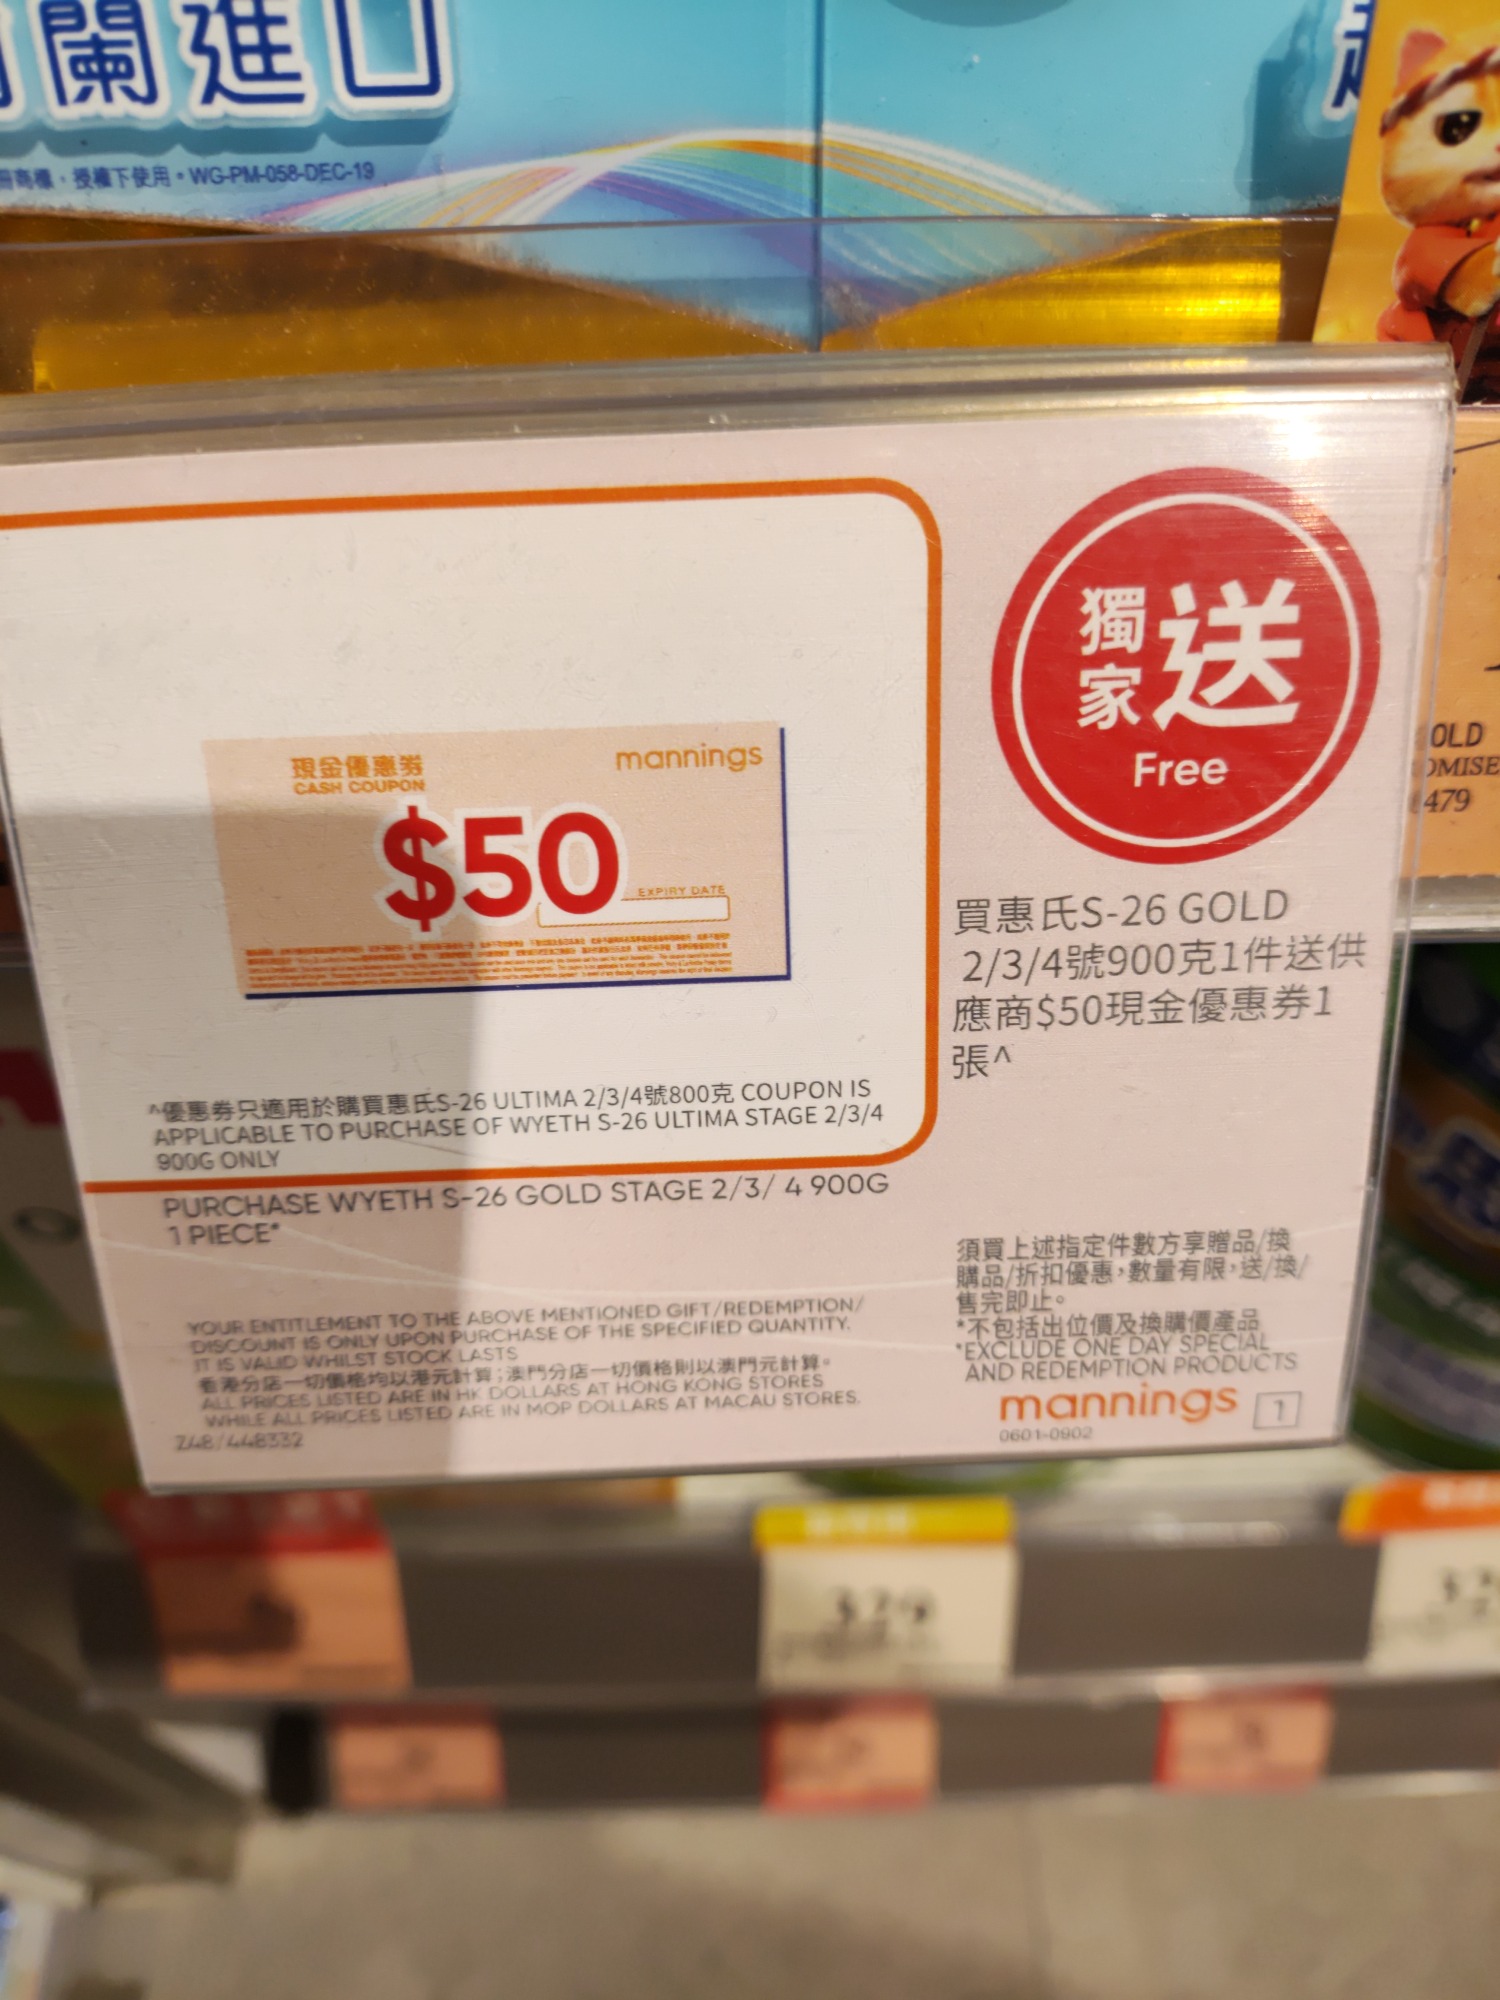 蘭進口
冊商標，授權下使用。WG-PM-058-DEC-19
現金優惠券
CASH COUPON
mannings
$50
EXPIRY DATE
獨家 送
Free
OLD
OMISE
479
買惠氏S-26 GOLD
2/3/4號900克1件送供
應商$50現金優惠券1
張^
^優惠券只適用於購買惠氏S-26 ULTIMA 2/3/4號800克 COUPON IS
APPLICABLE TO PURCHASE OF WYETH S-26 ULTIMA STAGE 2/3/4
900G ONLY
PURCHASE WYETH S-26 GOLD STAGE 2/3/ 4 900G
1 PIECE*
YOUR ENTITLEMENT TO THE ABOVE MENTIONED GIFT/REDEMPTION/
DISCOUNT IS ONLY UPON PURCHASE OF THE SPECIFIED QUANTITY.
IT IS VALID WHILST STOCK LASTS
香港分店一切價格均以港元計算；澳門分店一切價格則以澳門元計算。
ALL PRICES LISTED ARE IN HK DOLLARS AT HONG KONG STORES
WHILE ALL PRICES LISTED ARE IN MOP DOLLARS AT MACAU STORES.
Z48/448332
須買上述指定件數方享贈品/換
購品/折扣優惠，數量有限，送/換/
售完即止。
*不包括出位價及換購價產品
*EXCLUDE ONE DAY SPECIAL
AND REDEMPTION PRODUCTS
mannings 1
0601-0902
329